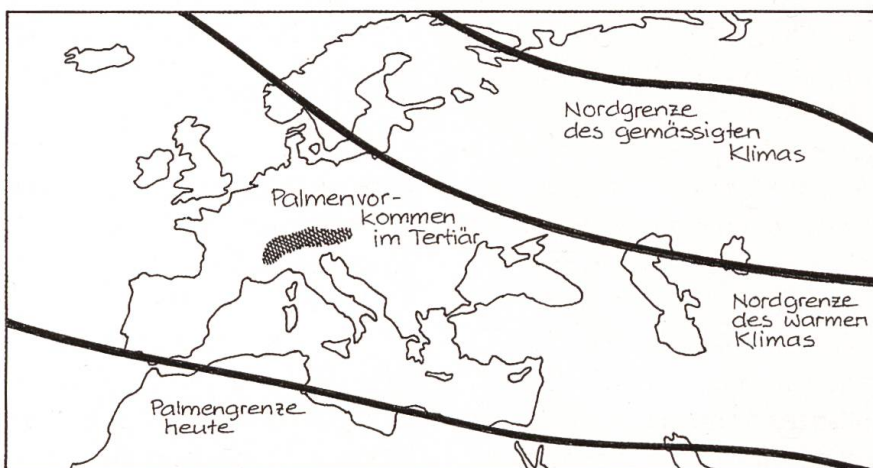 Nordgrenze
des gemässigten
Klimas
Palmenvor-
kommen
im Tertiär
Nordgrenze
des warmen
Klimas
Palmengrenze
heute